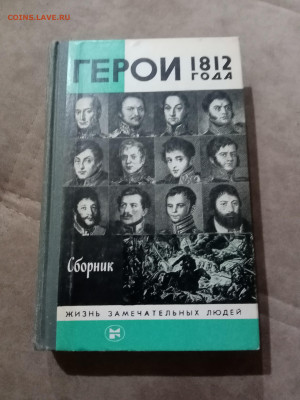 COINS.LAVE.RU
ГЕРОИ 1812
ГОДА
Сборник
ЖИЗНЬ ЗАМЕЧАТЕЛЬНЫХ ЛЮДЕЙ